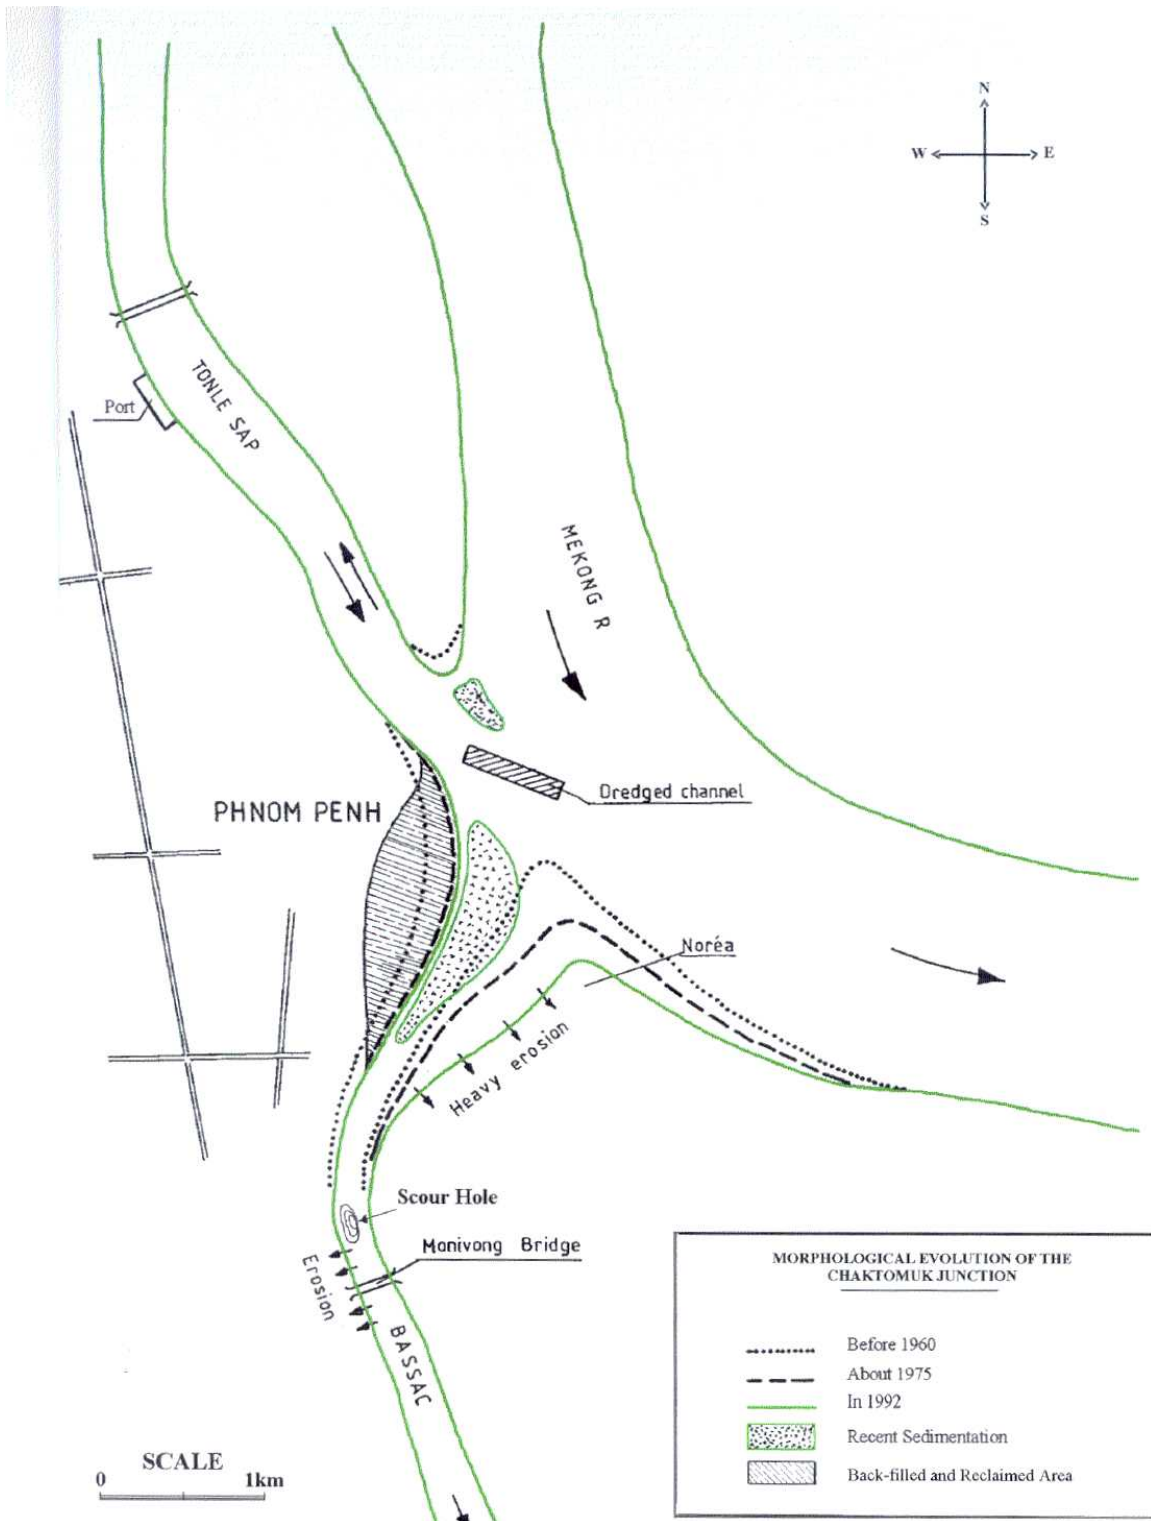 N
W
E
S
TONLE SAP
Port
MEKONG R
Dredged channel
PHNOM PENH
Noréa
Heavy erosion
Scour Hole
Monivong Bridge
Erosion
BASSAC
SCALE
0 1km
MORPHOLOGICAL EVOLUTION OF THE
CHAKTOMUK JUNCTION
Before 1960
About 1975
In 1992
Recent Sedimentation
Back-filled and Reclaimed Area